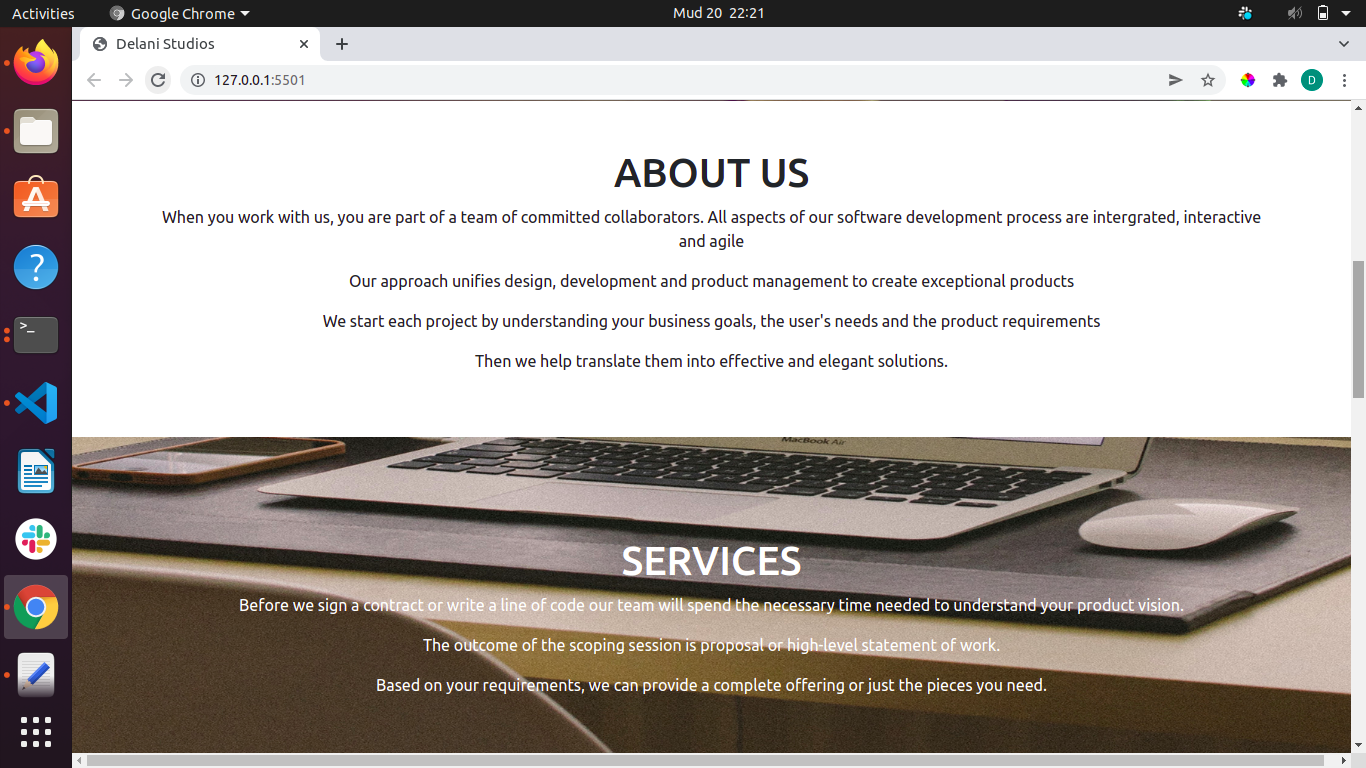 Activities
Google Chrome
Mud 20 22:21
Delani Studios
127.0.0.1:5501
D
ABOUT US
When you work with us, you are part of a team of committed collaborators. All aspects of our software development process are intergrated, interactive
and agile
Our approach unifies design, development and product management to create exceptional products
We start each project by understanding your business goals, the user's needs and the product requirements
Then we help translate them into effective and elegant solutions.
MacBook Air
SERVICES
Before we sign a contract or write a line of code our team will spend the necessary time needed to understand your product vision.
The outcome of the scoping session is proposal or high-level statement of work.
Based on your requirements, we can provide a complete offering or just the pieces you need.